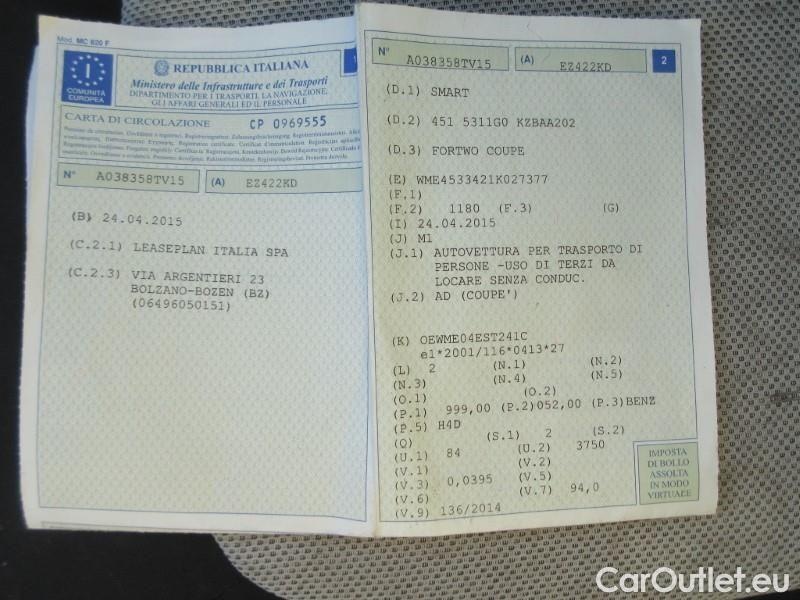 Mod. MC 820 F
REPUBBLICA ITALIANA
Ministero delle Infrastrutture e dei Trasporti
DIPARTIMENTO PER I TRASPORTI, LA NAVIGAZIONE,
GLI AFFARI GENERALI ED IL PERSONALE
I
COMUNITÀ
EUROPEA
CARTA DI CIRCOLAZIONE CP 0969555
N° A038358TV15 (A) EZ422KD
(B) 24.04.2015
(C.2.1) LEASEPLAN ITALIA SPA
(C.2.3) VIA ARGENTIERI 23
BOLZANO-BOZEN (BZ)
(06496050151)
N° A038358TV15 (A) EZ422KD 2
(D.1) SMART
(D.2) 451 5311G0 KZBAA202
(D.3) FORTWO COUPE
(E) WME4533421K027377
(F.1)
(F.2) 1180 (F.3) (G)
(I) 24.04.2015
(J) M1
(J.1) AUTOVETTURA PER TRASPORTO DI
PERSONE -USO DI TERZI DA
LOCARE SENZA CONDUC.
(J.2) AD (COUPE')
(K) OEWME04EST241C
e1*2001/116*0413*27
(L) 2 (N.1) (N.2)
(N.3) (N.4) (N.5)
(O.1) (O.2)
(P.1) 999,00 (P.2)052,00 (P.3)BENZ
(P.5) H4D
(Q) (S.1) 2 (S.2)
(U.1) 84 (U.2) 3750
(V.1) (V.2)
(V.3) 0,0395 (V.5)
(V.6) (V.7) 94,0
(V.9) 136/2014
IMPOSTA
DI BOLLO
ASSOLTA
IN MODO
VIRTUALE
CarOutlet.eu